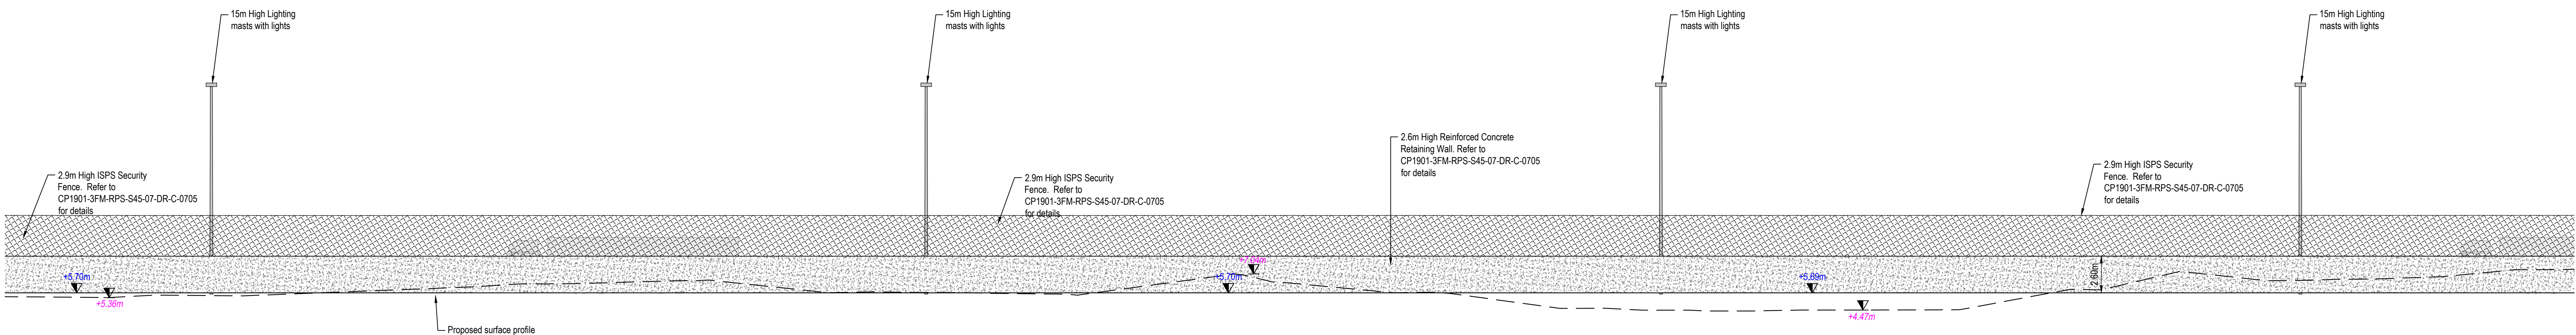 15m High Lighting
masts with lights
15m High Lighting
masts with lights
15m High Lighting
masts with lights
15m High Lighting
masts with lights
2.9m High ISPS Security
Fence. Refer to
CP1901-3FM-RPS-S45-07-DR-C-0705
for details
2.9m High ISPS Security
Fence. Refer to
CP1901-3FM-RPS-S45-07-DR-C-0705
for details
2.6m High Reinforced Concrete
Retaining Wall. Refer to
CP1901-3FM-RPS-S45-07-DR-C-0705
for details
2.9m High ISPS Security
Fence. Refer to
CP1901-3FM-RPS-S45-07-DR-C-0705
for details
+5.70m
+5.36m
+7.04m
+5.70m
+5.69m
+4.47m
2.60m
Proposed surface profile